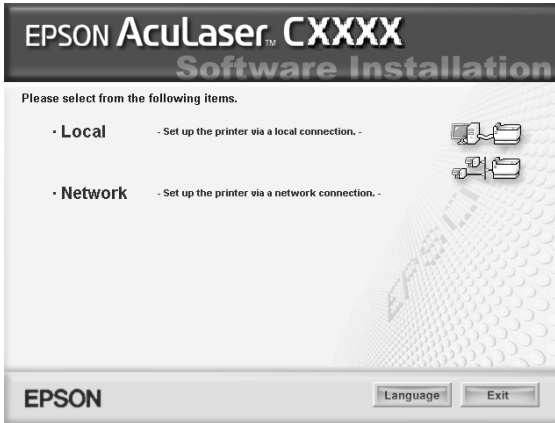 EPSON AcuLaser™ CXXXX
Software Installation
Please select from the following items.
· Local - Set up the printer via a local connection. -
· Network - Set up the printer via a network connection. -
EPSON
EPSON Language Exit